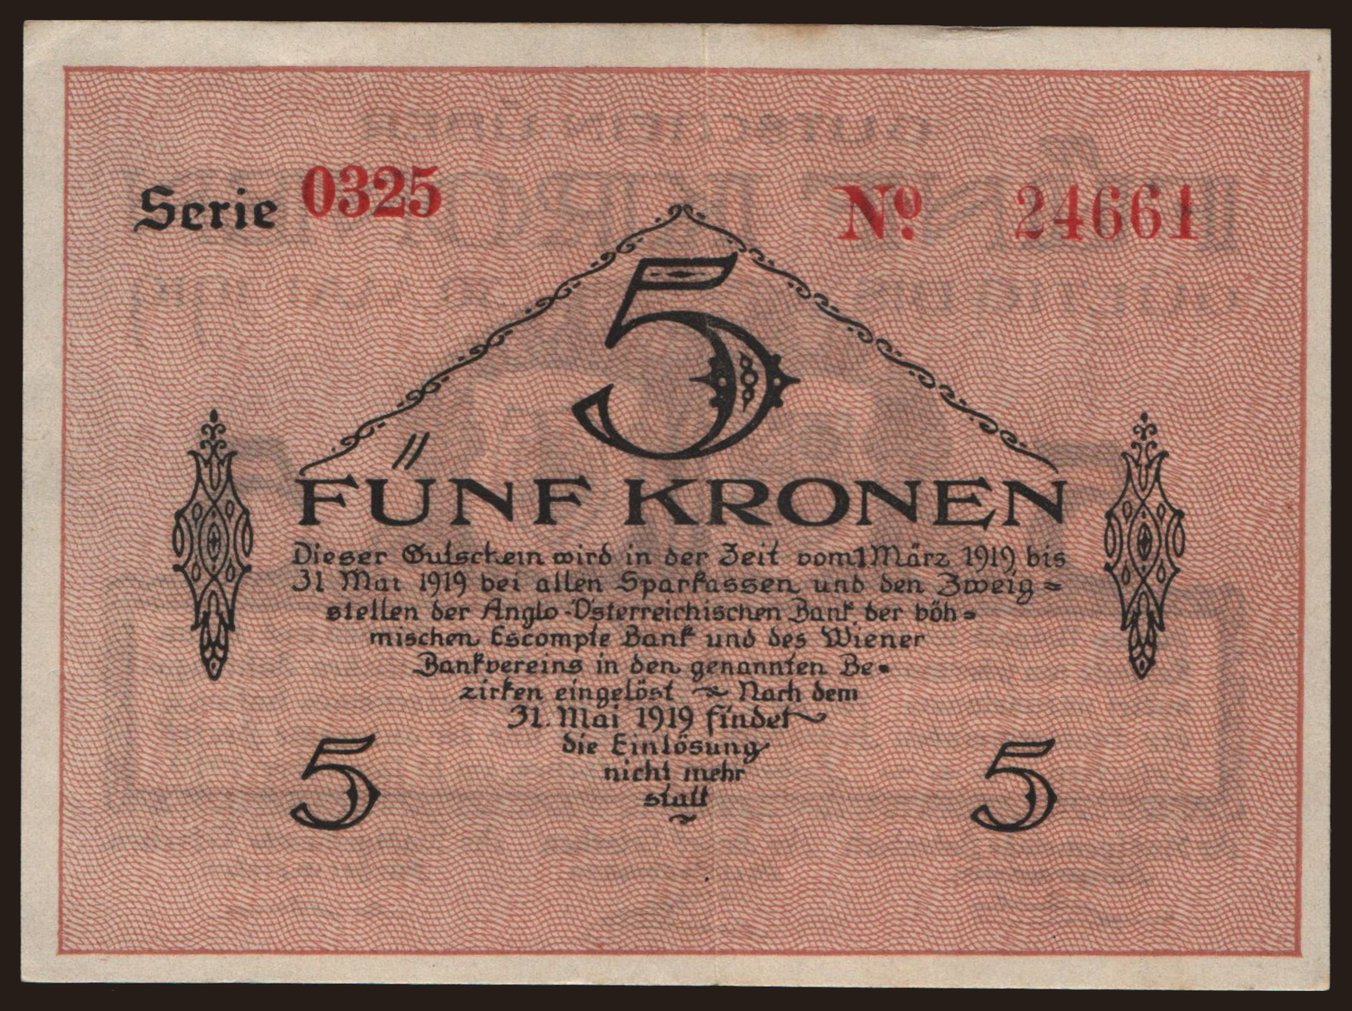 Serie 0325 No. 24661
5
FÜNF KRONEN
Dieser Gutschein wird in der Zeit vom 1 März 1919 bis
31 Mai 1919 bei allen Sparkassen und den Zweig=
stellen der Anglo-Österreichischen Bank, der böh=
mischen Escompte Bank und des Wiener
Bankvereins in den genannten Be-
zirken eingelöst ~ Nach dem
31. Mai 1919 findet
die Einlösung
nicht mehr
statt
5 5